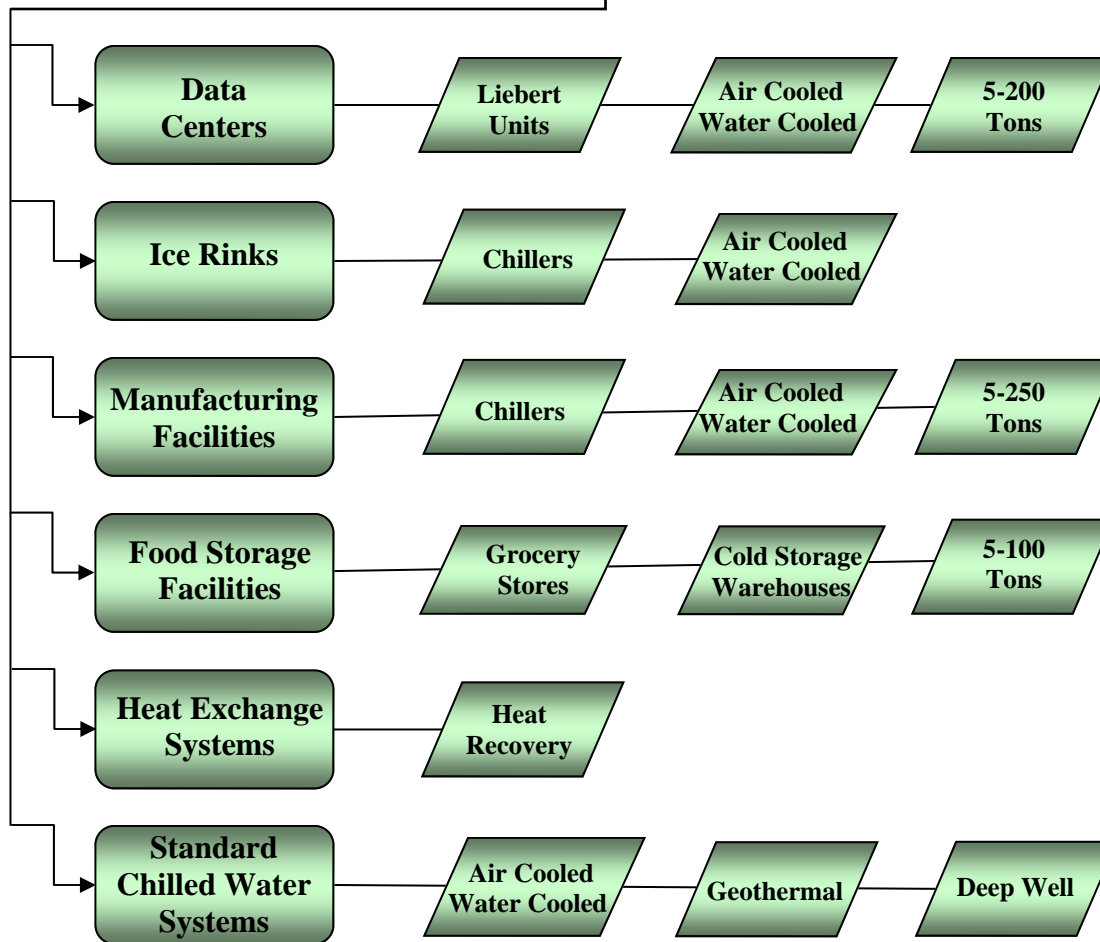 Data
Centers
Liebert
Units
Air Cooled
Water Cooled
5-200
Tons
Ice Rinks
Chillers
Air Cooled
Water Cooled
Manufacturing
Facilities
Chillers
Air Cooled
Water Cooled
5-250
Tons
Food Storage
Facilities
Grocery
Stores
Cold Storage
Warehouses
5-100
Tons
Heat Exchange
Systems
Heat
Recovery
Standard
Chilled Water
Systems
Air Cooled
Water Cooled
Geothermal
Deep Well